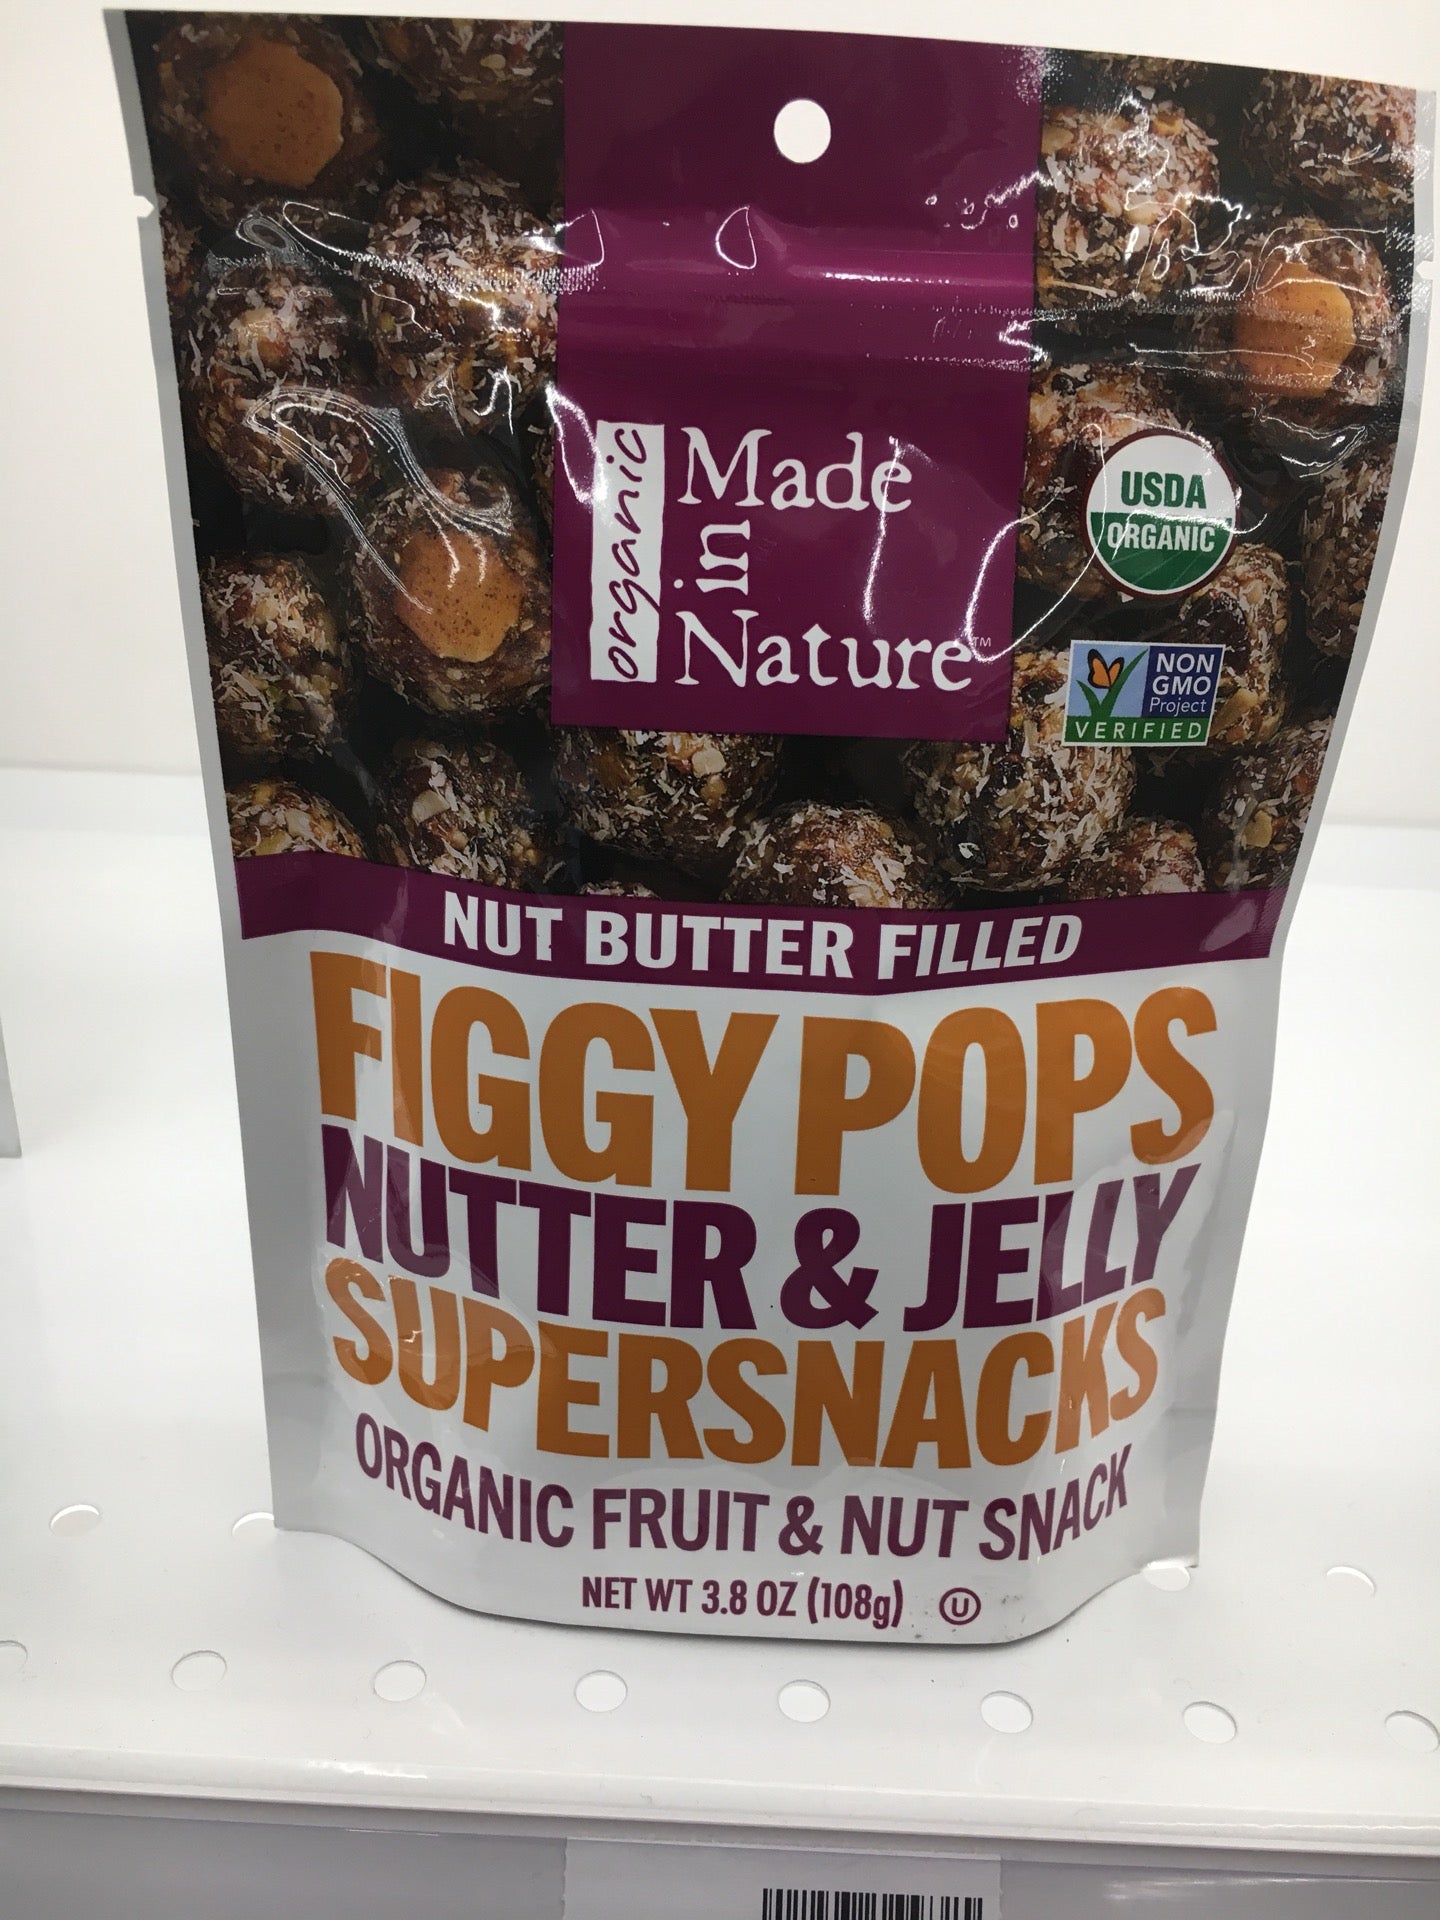 organic
Made
in
Nature™
USDA
ORGANIC
NON
GMO
Project
VERIFIED
NUT BUTTER FILLED
FIGGY POPS
NUTTER & JELLY
SUPERSNACKS
ORGANIC FRUIT & NUT SNACK
NET WT 3.8 OZ (108g) U